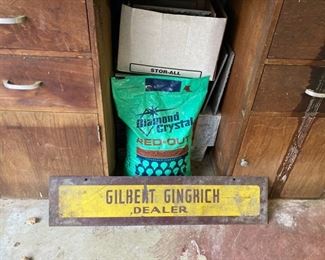 STOR-ALL
Diamond
Crystal
RED-OUT
GILBERT GINGRICH
DEALER